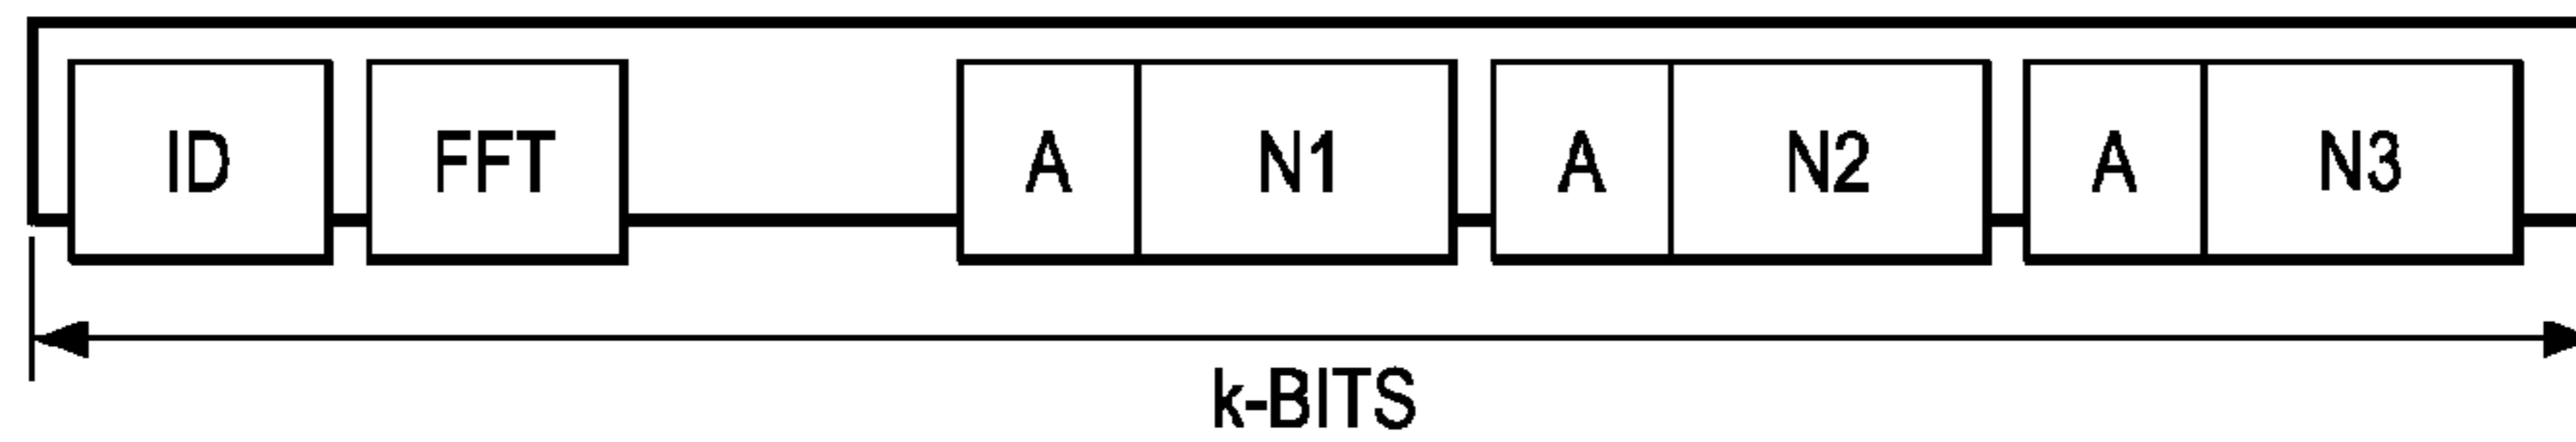 ID FFT A N1 A N2 A N3
k-BITS